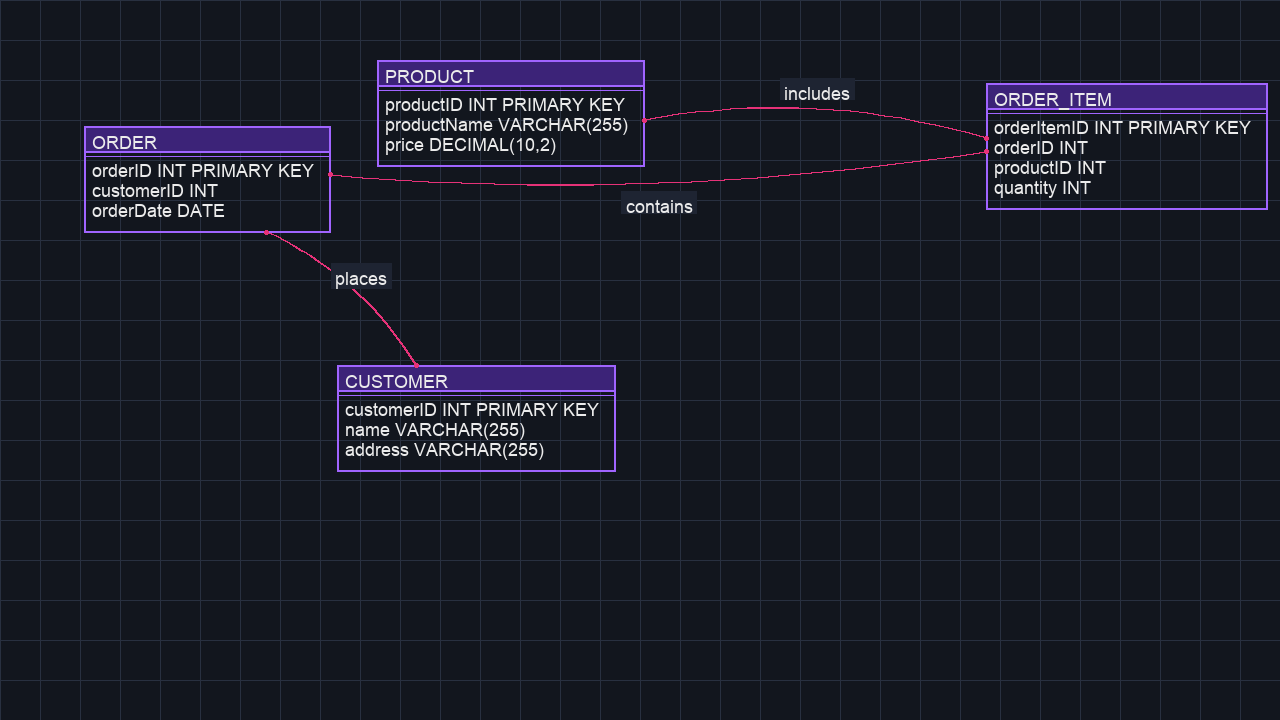 PRODUCT
productID INT PRIMARY KEY
productName VARCHAR(255)
price DECIMAL(10,2)
includes
ORDER_ITEM
orderItemID INT PRIMARY KEY
orderID INT
productID INT
quantity INT
ORDER
orderID INT PRIMARY KEY
customerID INT
orderDate DATE
contains
places
CUSTOMER
customerID INT PRIMARY KEY
name VARCHAR(255)
address VARCHAR(255)